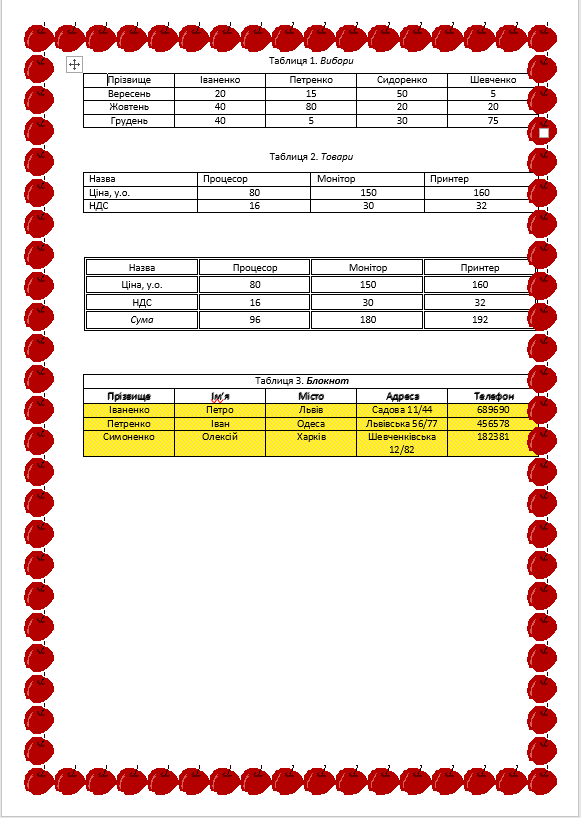 Таблиця 1. Вибори
Прізвище Іваненко Петренко Сидоренко Шевченко
Вересень 20 15 50 5
Жовтень 40 80 20 20
Грудень 40 5 30 75
Таблиця 2. Товари
Назва Процесор Монітор Принтер
Ціна, у.о. 80 150 160
НДС 16 30 32
Назва Процесор Монітор Принтер
Ціна, у.о. 80 150 160
НДС 16 30 32
Сума 96 180 192
Таблиця 3. Блокнот
Прізвище Ім'я Місто Адреса Телефон
Іваненко Петро Львів Садова 11/44 689690
Петренко Іван Одеса Львівська 56/77 456578
Симоненко Олексій Харків Шевченківська 182381
12/82